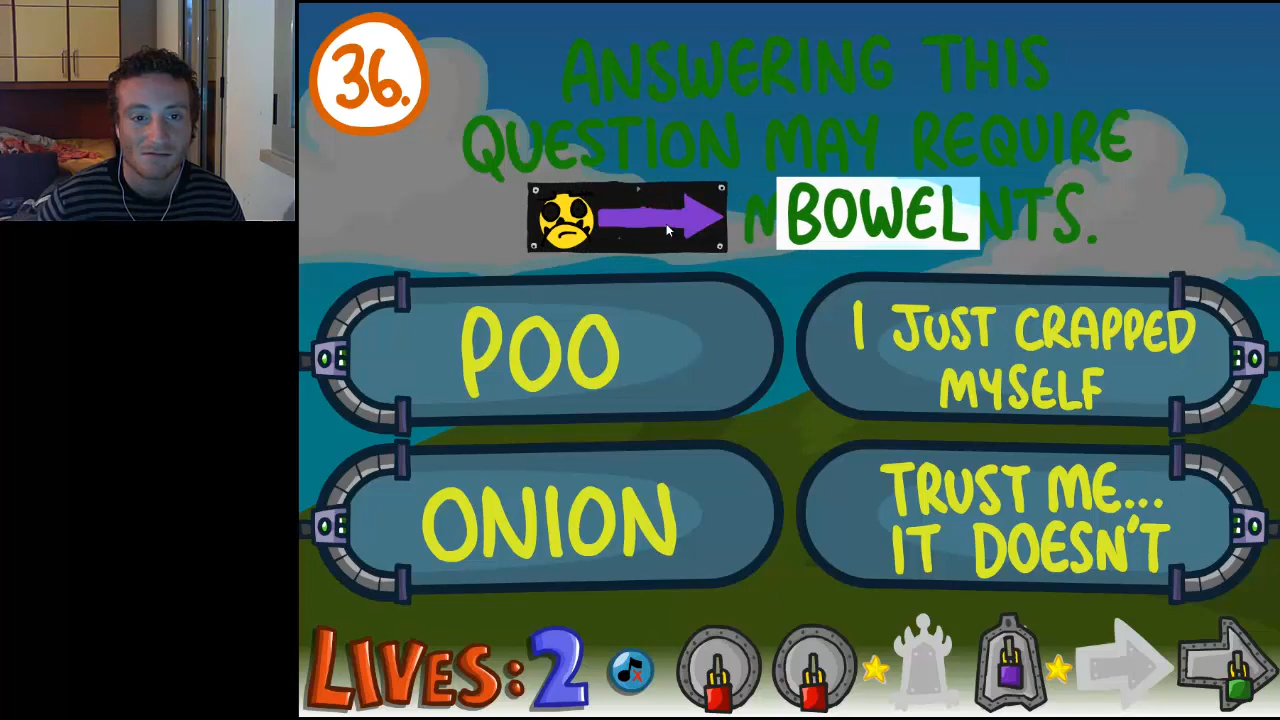 36.
ANSWERING THIS
QUESTION MAY REQUIRE
BOWEL NTS.
POO
I JUST CRAPPED
MYSELF
ONION
TRUST ME...
IT DOESN'T
LIVES: 2